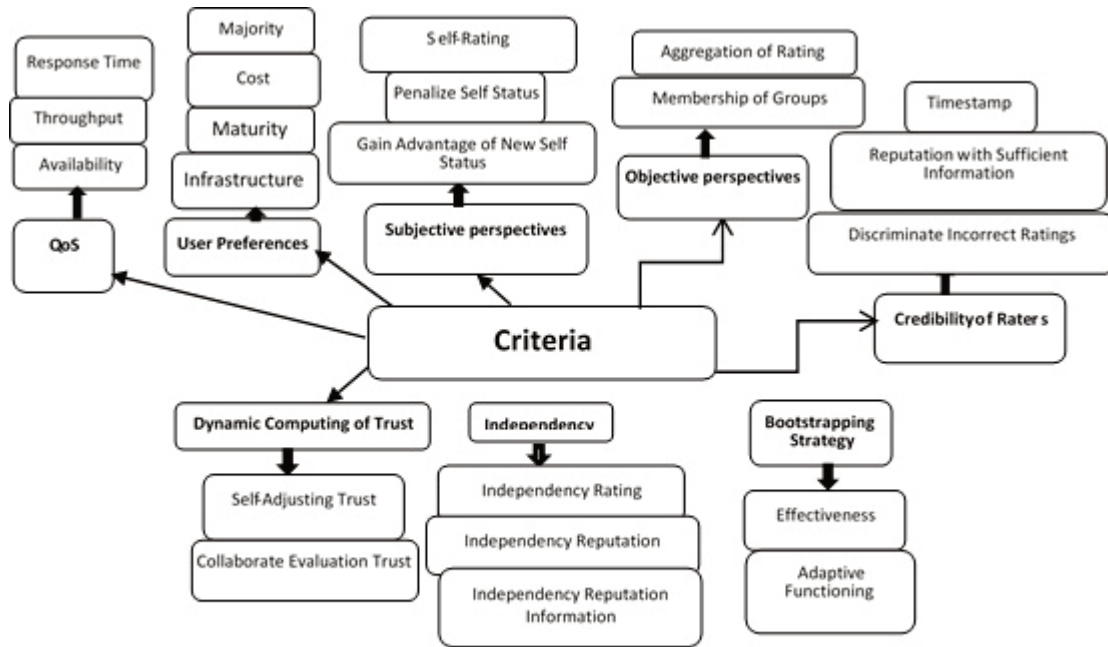 Majority
Self-Rating
Response Time
Cost
Aggregation of Rating
Penalize Self Status
Membership of Groups
Timestamp
Throughput
Maturity
Gain Advantage of New Self
Status
Availability
Infrastructure
Reputation with Sufficient
Information
Objective perspectives
QoS
User Preferences
Subjective perspectives
Discriminate Incorrect Ratings
Criteria
Credibility of Raters
Dynamic Computing of Trust
Independency
Bootstrapping
Strategy
Self-Adjusting Trust
Independency Rating
Effectiveness
Collaborate Evaluation Trust
Independency Reputation
Adaptive
Functioning
Independency Reputation
Information